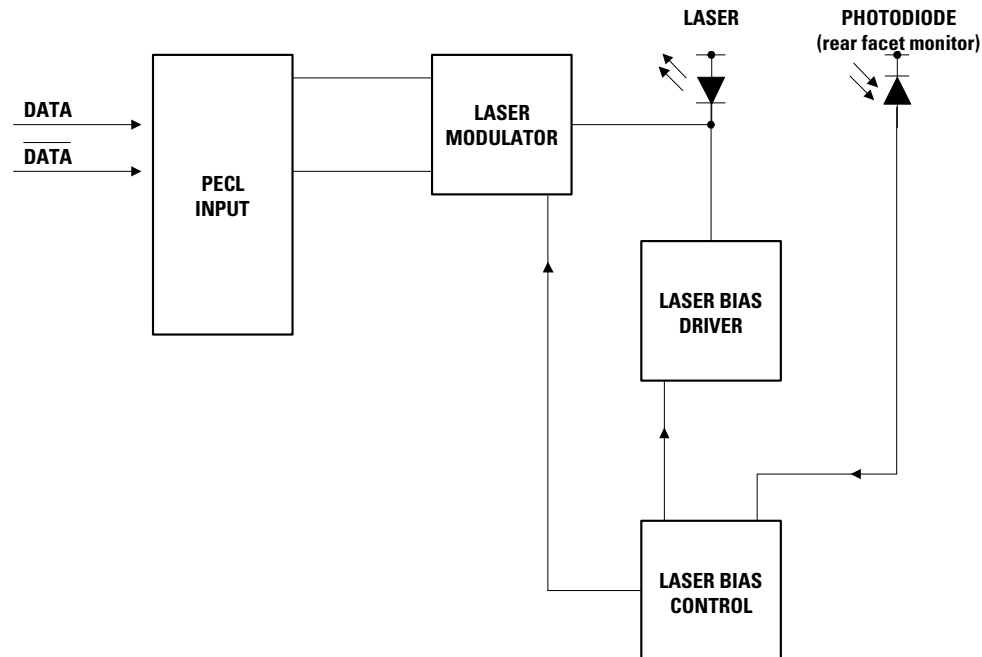 LASER
PHOTODIODE
(rear facet monitor)
DATA
DATA
PECL
INPUT
LASER
MODULATOR
LASER BIAS
DRIVER
LASER BIAS
CONTROL